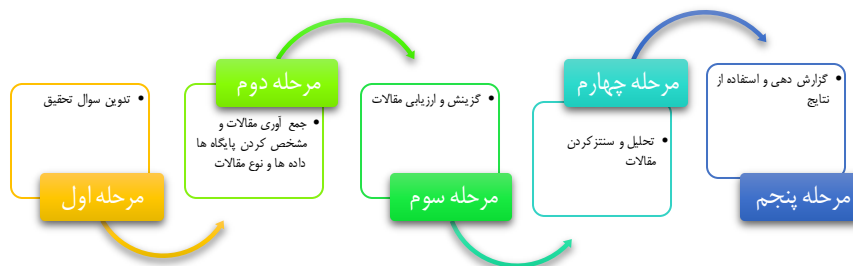 مرحله اول
• تدوین سوال تحقیق
مرحله دوم
• جمع آوری مقالات و
مشخص کردن پایگاه ها
داده ها و نوع مقالات
مرحله سوم
• گزینش و ارزیابی مقالات
مرحله چهارم
• تحلیل و سنتزکردن
مقالات
مرحله پنجم
• گزارش دهی و استفاده از
نتایج